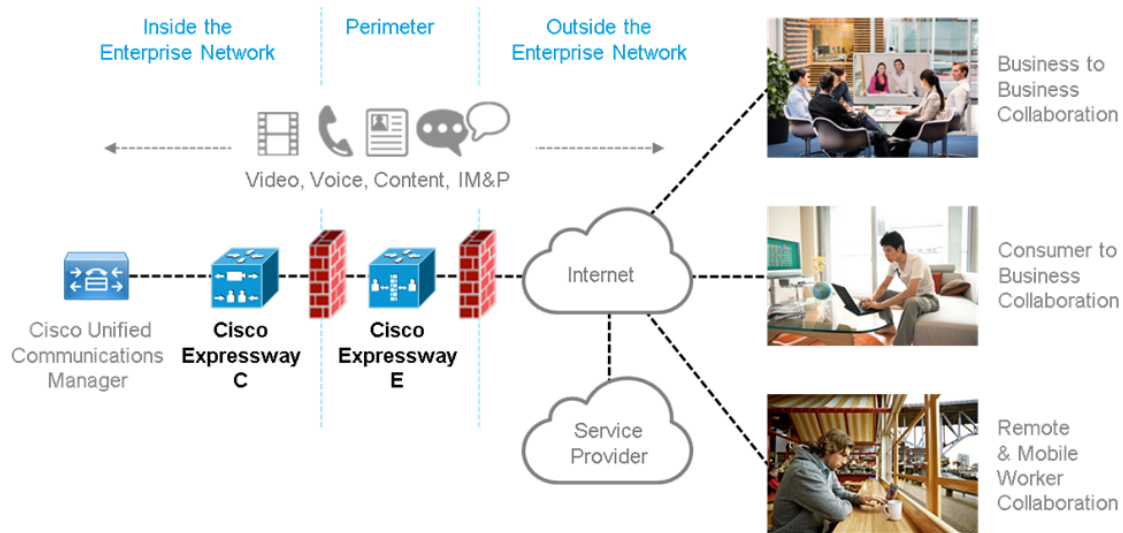 Inside the
Enterprise Network
Perimeter
Outside the
Enterprise Network
Video, Voice, Content, IM&P
Business to
Business
Collaboration
Internet
Consumer to
Business
Collaboration
Cisco Unified
Communications
Manager
Cisco
Expressway
C
Cisco
Expressway
E
Service
Provider
Remote
& Mobile
Worker
Collaboration